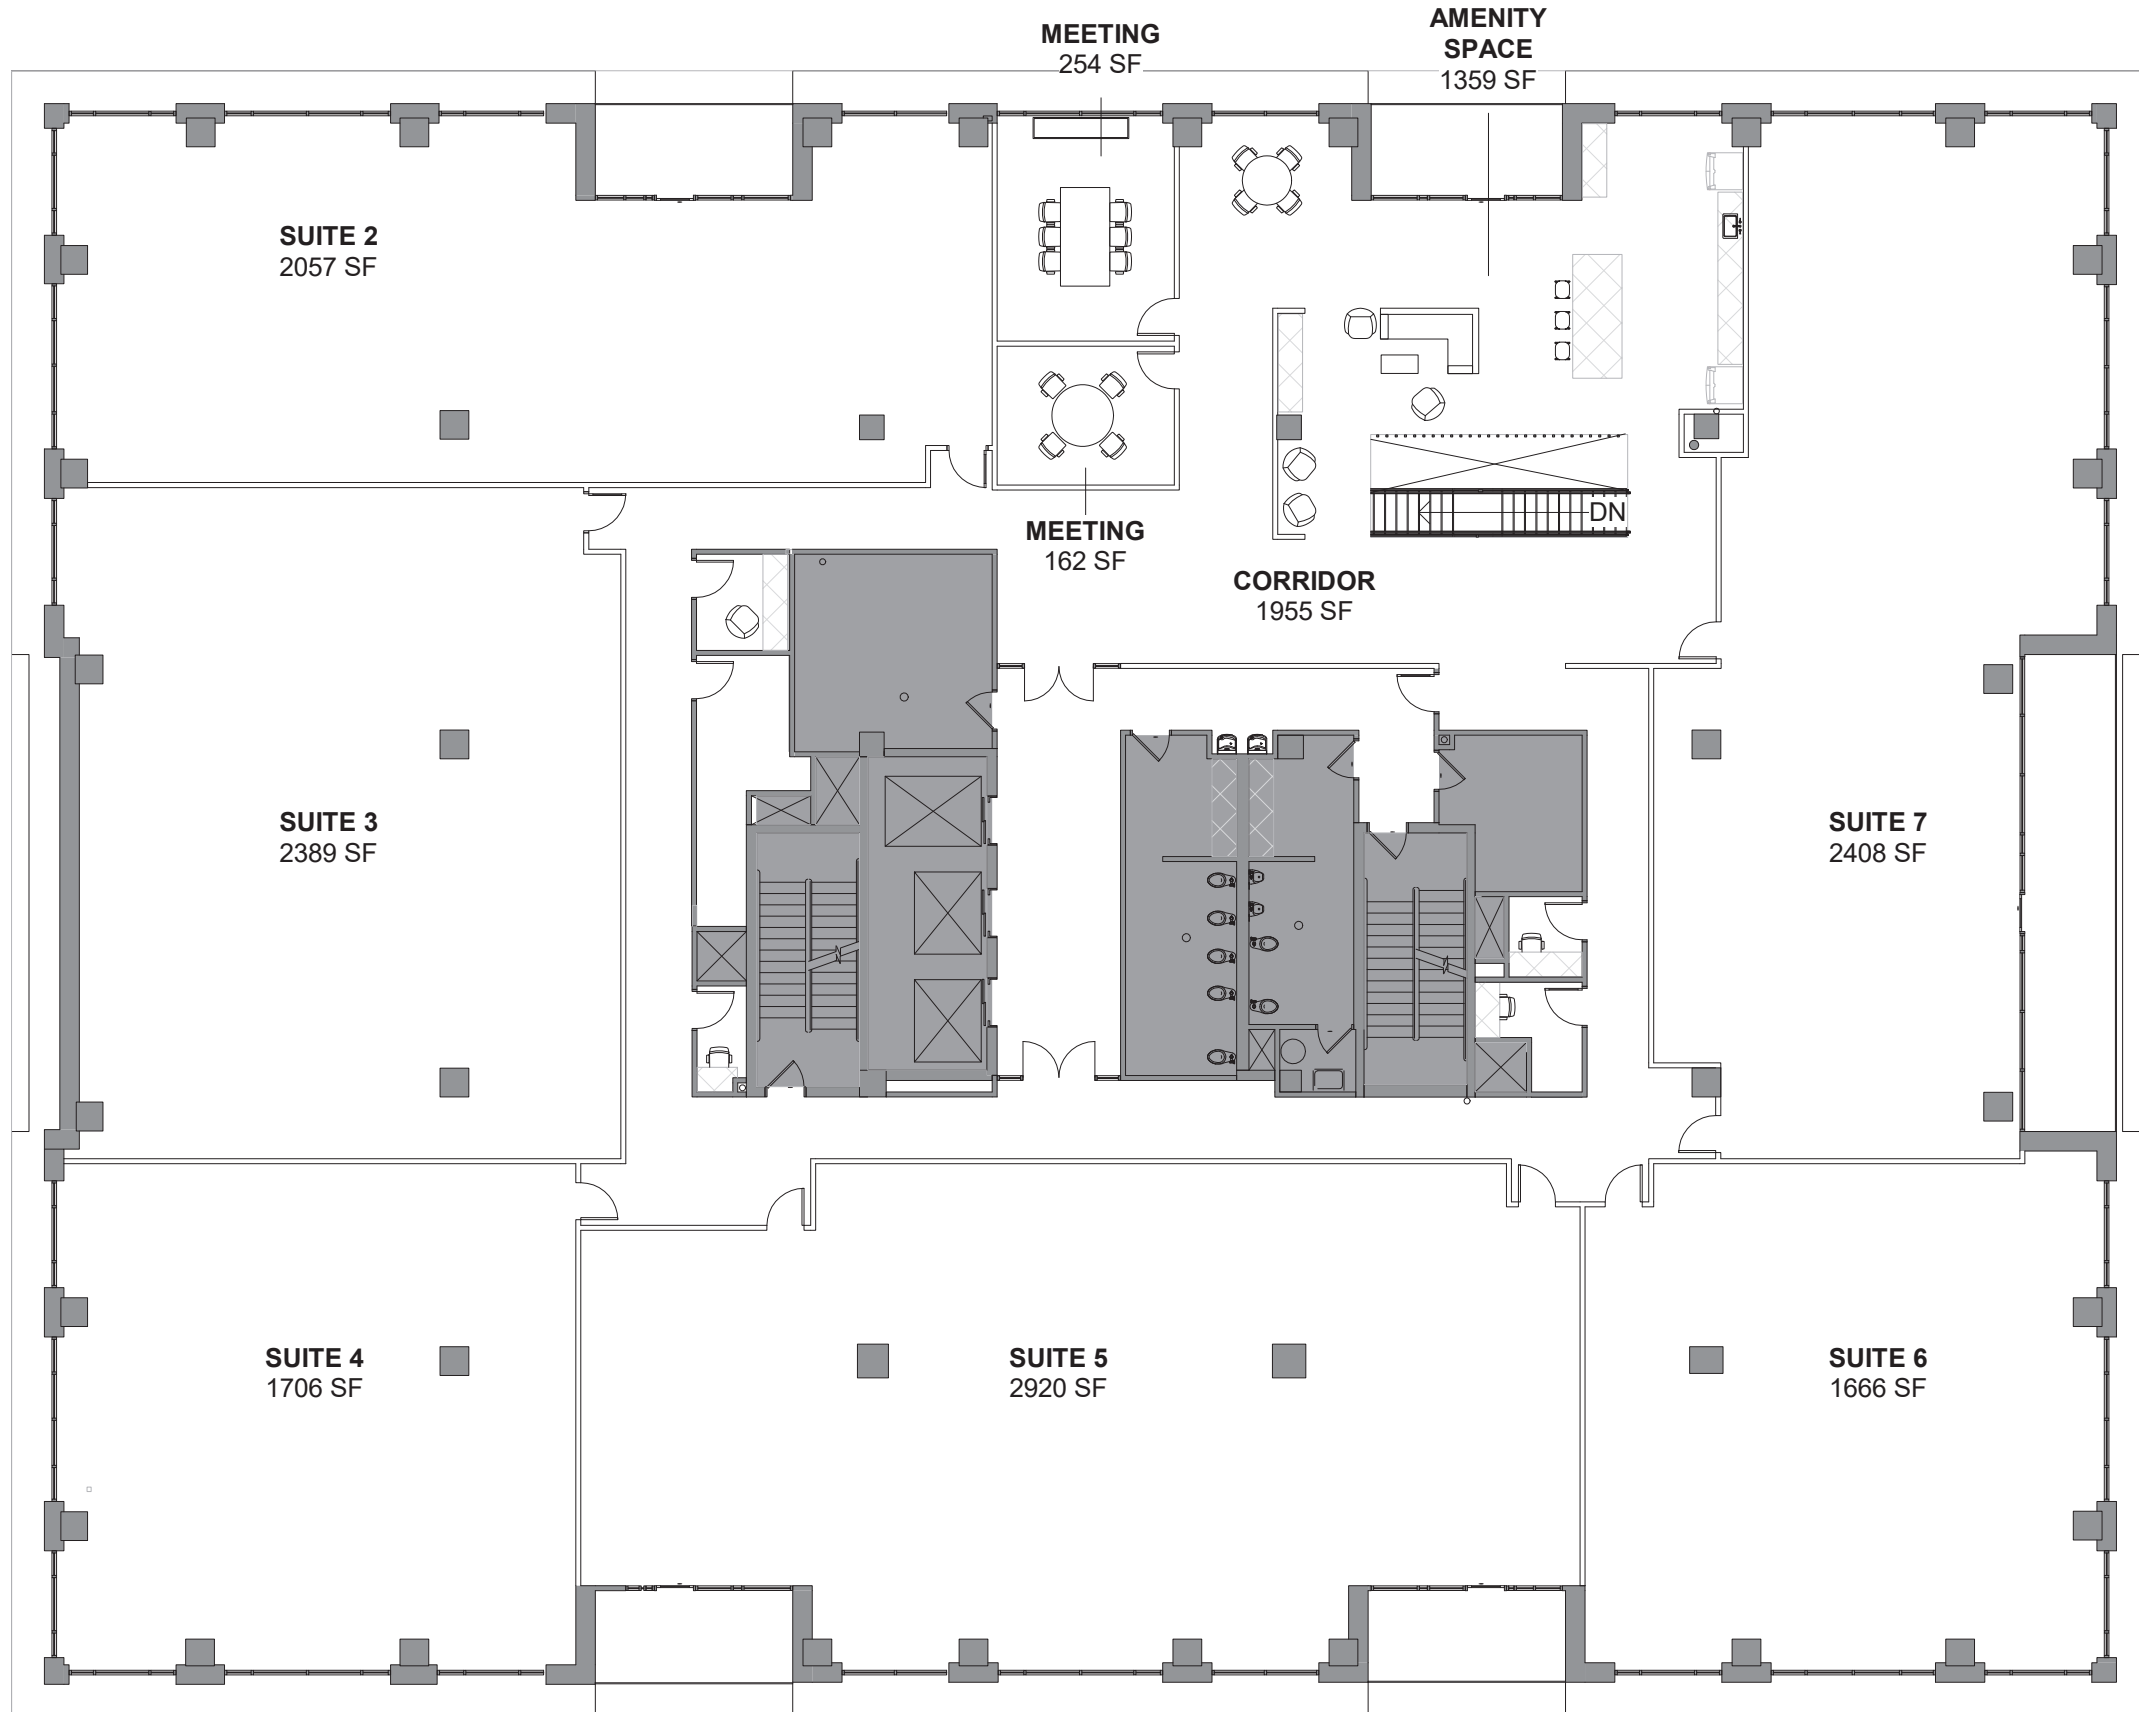 MEETING
254 SF
AMENITY
SPACE
1359 SF
SUITE 2
2057 SF
DN
MEETING
162 SF
CORRIDOR
1955 SF
SUITE 3
2389 SF
SUITE 7
2408 SF
SUITE 4
1706 SF
SUITE 5
2920 SF
SUITE 6
1666 SF